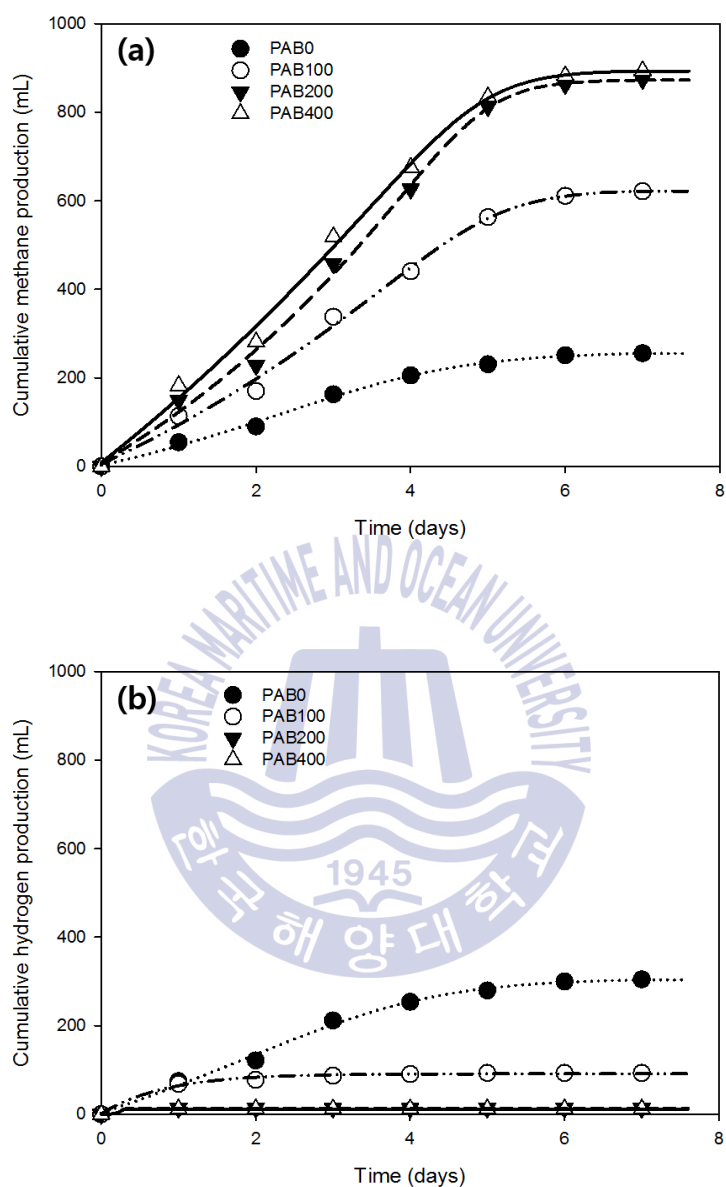 (a)
PAB0
PAB100
PAB200
PAB400
Cumulative methane production (mL)
1000
800
600
400
200
0
0 2 4 6 8
Time (days)
KOREA MARITIME AND OCEAN UNIVERSITY
(b)
PAB0
PAB100
PAB200
PAB400
Cumulative hydrogen production (mL)
1000
800
600
400
200
0
1945
한국해양대학교
0 2 4 6 8
Time (days)